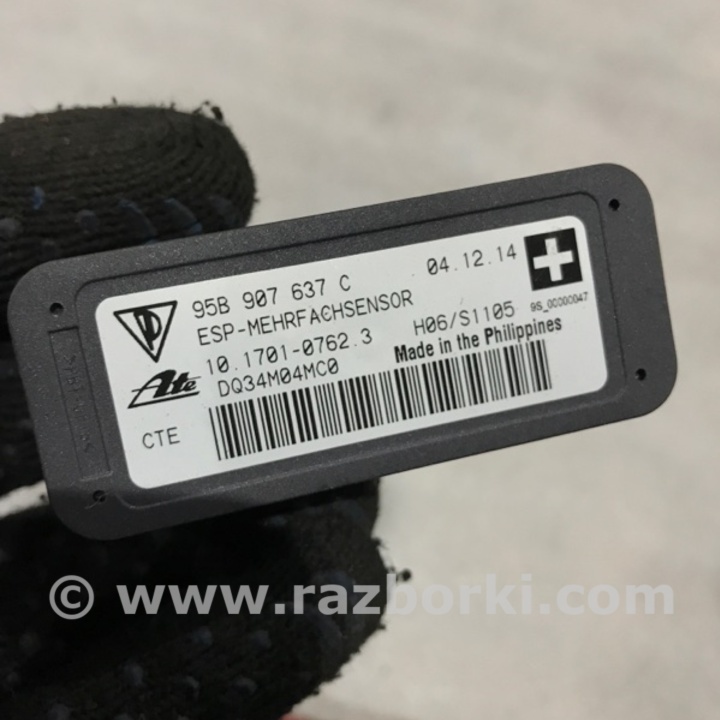 95B 907 637 C
04.12.14
ESP-MEHRFACHSENSOR
9S_00000047
10.1701-0762.3
H06/S1105
Ate
DQ34M04MC0
Made in the Philippines
CTE
© www.razborki.com